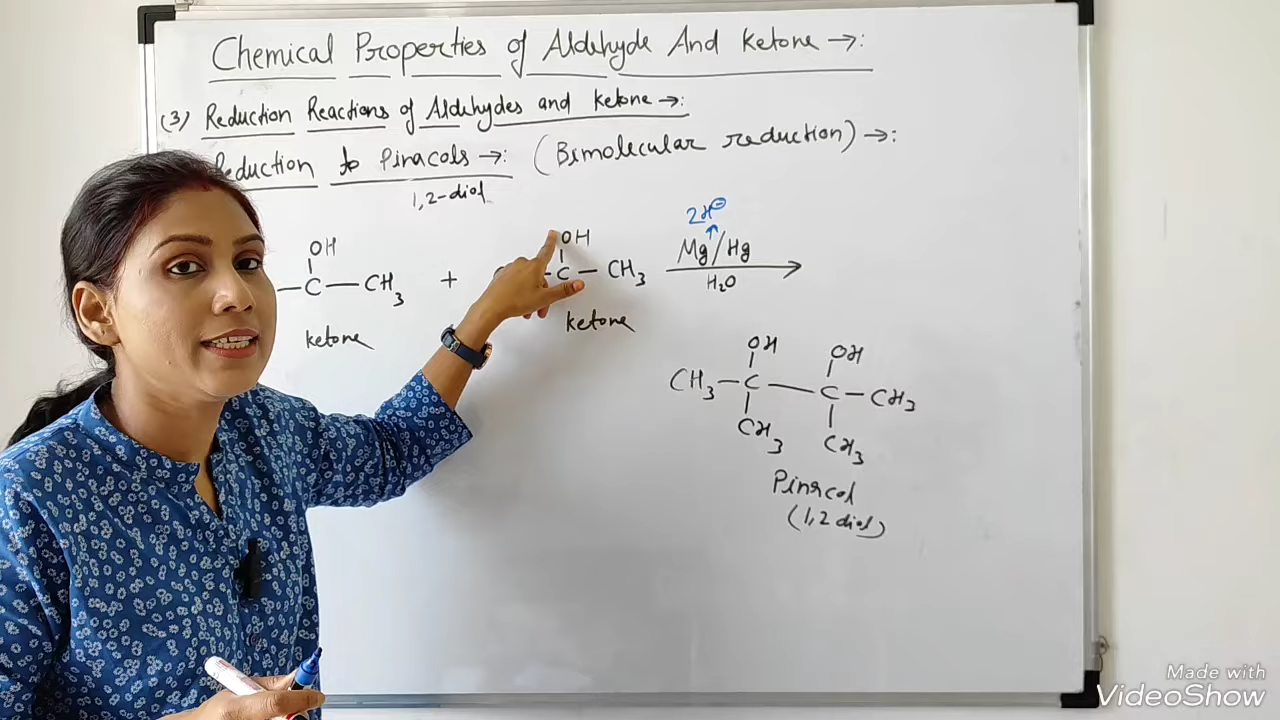 Chemical Properties of Aldehyde And Ketone →:
(3) Reduction Reactions of Aldehydes and Ketone →:
Reduction to Pinacols →: (Bimolecular reduction) →:
1,2-diol
2H⊖
↑
OH OH Mg/Hg
– C – CH3 + – C – CH3 H2O
ketone ketone
OH OH
CH3 – C – C – CH3
CH3 CH3
Pinacol
(1,2 diol)
Made with
VideoShow